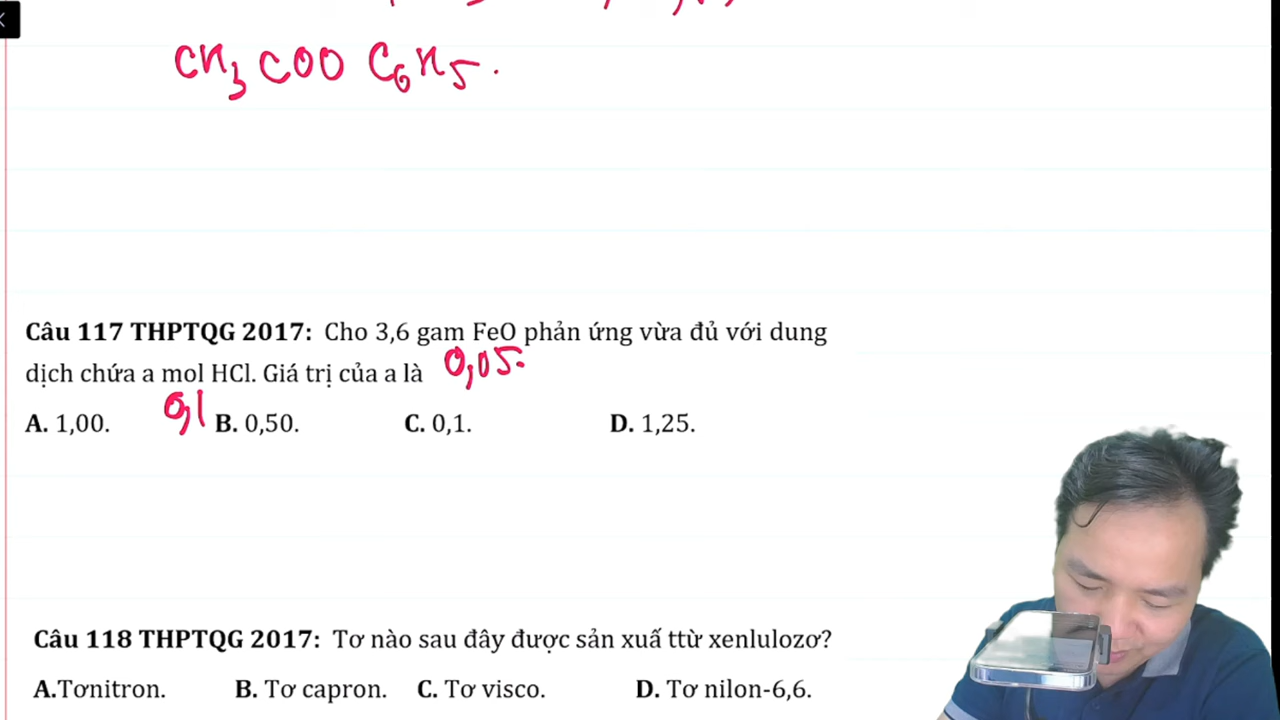 CH3COOC6H5.
Câu 117 THPTQG 2017: Cho 3,6 gam FeO phản ứng vừa đủ với dung
dịch chứa a mol HCl. Giá trị của a là 0,05.
0,1
A. 1,00. B. 0,50. C. 0,1. D. 1,25.
Câu 118 THPTQG 2017: Tơ nào sau đây được sản xuấ ttừ xenlulozơ?
A.Tơnitron. B. Tơ capron. C. Tơ visco. D. Tơ nilon-6,6.